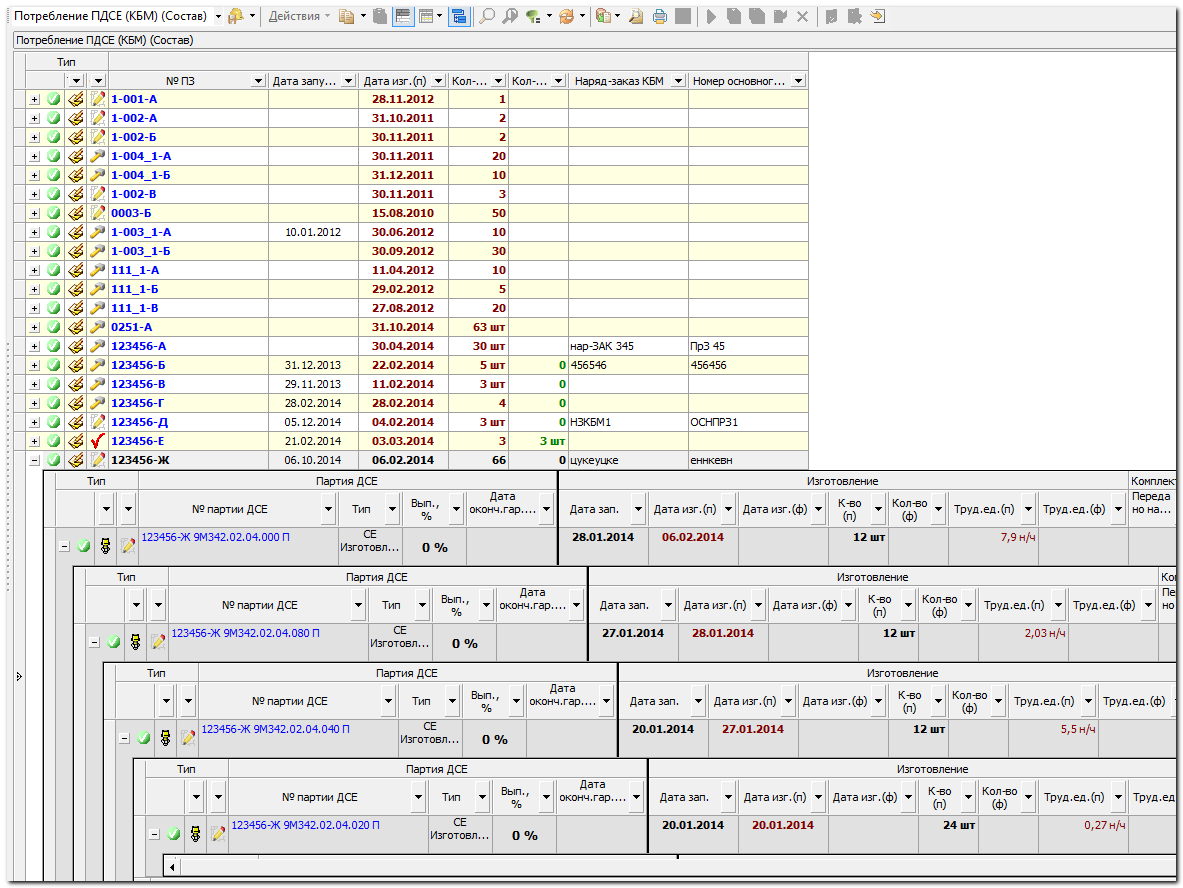 Потребление ПДСЕ (КБМ) (Состав) Действия
Потребление ПДСЕ (КБМ) (Состав)
Тип
№ ПЗ Дата запу... Дата изг.(п) Кол-... Кол-... Наряд-заказ КБМ Номер основног...
1-001-А 28.11.2012 1
1-002-А 31.10.2011 2
1-002-Б 30.11.2011 2
1-004_1-А 30.11.2011 20
1-004_1-Б 31.12.2011 10
1-002-В 30.11.2011 3
0003-Б 15.08.2010 50
1-003_1-А 10.01.2012 30.06.2012 10
1-003_1-Б 30.09.2012 30
111_1-А 11.04.2012 10
111_1-Б 29.02.2012 5
111_1-В 27.08.2012 20
0251-А 31.10.2014 63 шт
123456-А 30.04.2014 30 шт нар-ЗАК 345 ПрЗ 45
123456-Б 31.12.2013 22.02.2014 5 шт 0 456546 456456
123456-В 29.11.2013 11.02.2014 3 шт 0
123456-Г 28.02.2014 28.02.2014 4 0
123456-Д 05.12.2014 04.02.2014 3 шт 0 НЗКБМ1 ОСНПРЗ1
123456-Е 21.02.2014 03.03.2014 3 3 шт
123456-Ж 06.10.2014 06.02.2014 66 0 цукеуцке еннкевн
Тип Партия ДСЕ Изготовление Комплект
№ партии ДСЕ Тип Вып., % Дата оконч.гар.... Дата зап. Дата изг.(п) Дата изг.(ф) К-во (п) Кол-во (ф) Труд.ед.(п) Труд.ед.(ф) Переда но на...
123456-Ж 9М342.02.04.000 П СЕ Изготовл... 0 % 28.01.2014 06.02.2014 12 шт 7,9 н/ч
Тип Партия ДСЕ Изготовление
№ партии ДСЕ Тип Вып., % Дата оконч.гар.... Дата зап. Дата изг.(п) Дата изг.(ф) К-во (п) Кол-во (ф) Труд.ед.(п) Труд.ед.(ф)
123456-Ж 9М342.02.04.080 П СЕ Изготовл... 0 % 27.01.2014 28.01.2014 12 шт 2,03 н/ч
Тип Партия ДСЕ Изготовление
№ партии ДСЕ Тип Вып., % Дата оконч.гар.... Дата зап. Дата изг.(п) Дата изг.(ф) К-во (п) Кол-во (ф) Труд.ед.(п) Труд.ед.(ф)
123456-Ж 9М342.02.04.040 П СЕ Изготовл... 0 % 20.01.2014 27.01.2014 12 шт 5,5 н/ч
Тип Партия ДСЕ Изготовление
№ партии ДСЕ Тип Вып., % Дата оконч.гар.... Дата зап. Дата изг.(п) Дата изг.(ф) К-во (п) Кол-во (ф) Труд.ед.(п) Труд.ед
123456-Ж 9М342.02.04.020 П СЕ Изготовл... 0 % 20.01.2014 20.01.2014 24 шт 0,27 н/ч